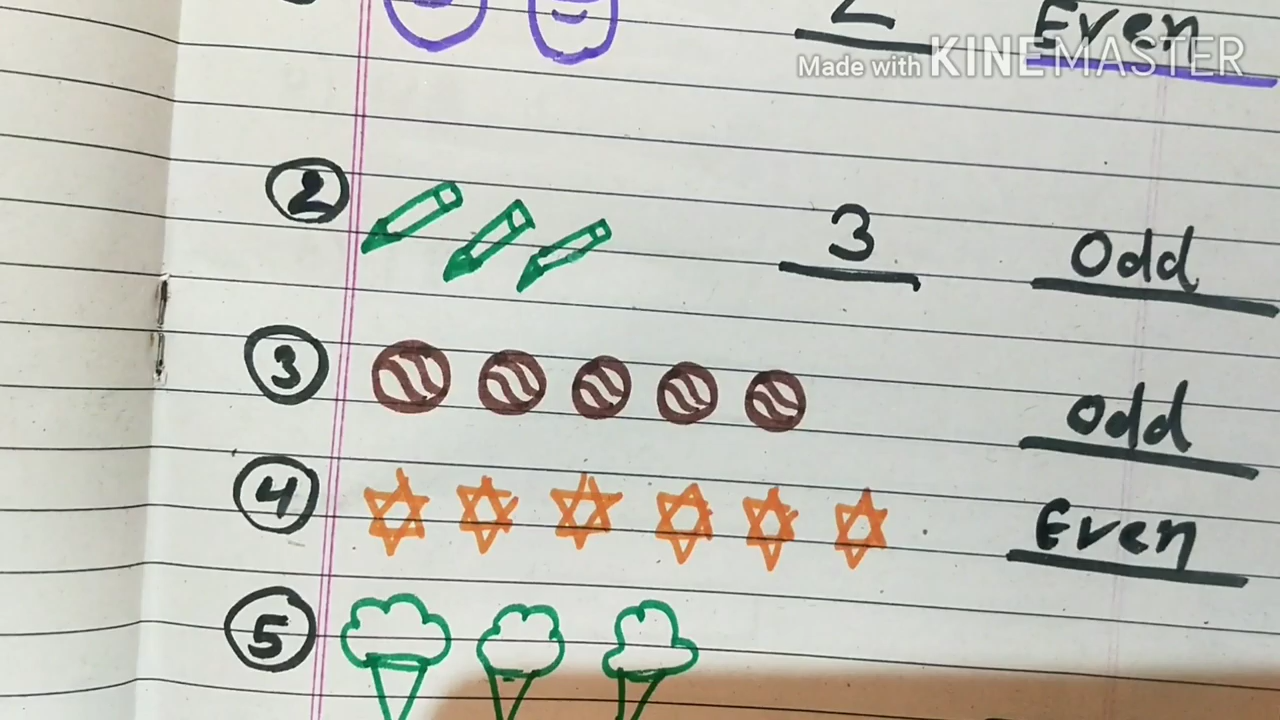 2 Even
Made with KINEMASTER
2 3 Odd
3 Odd
4 Even
5